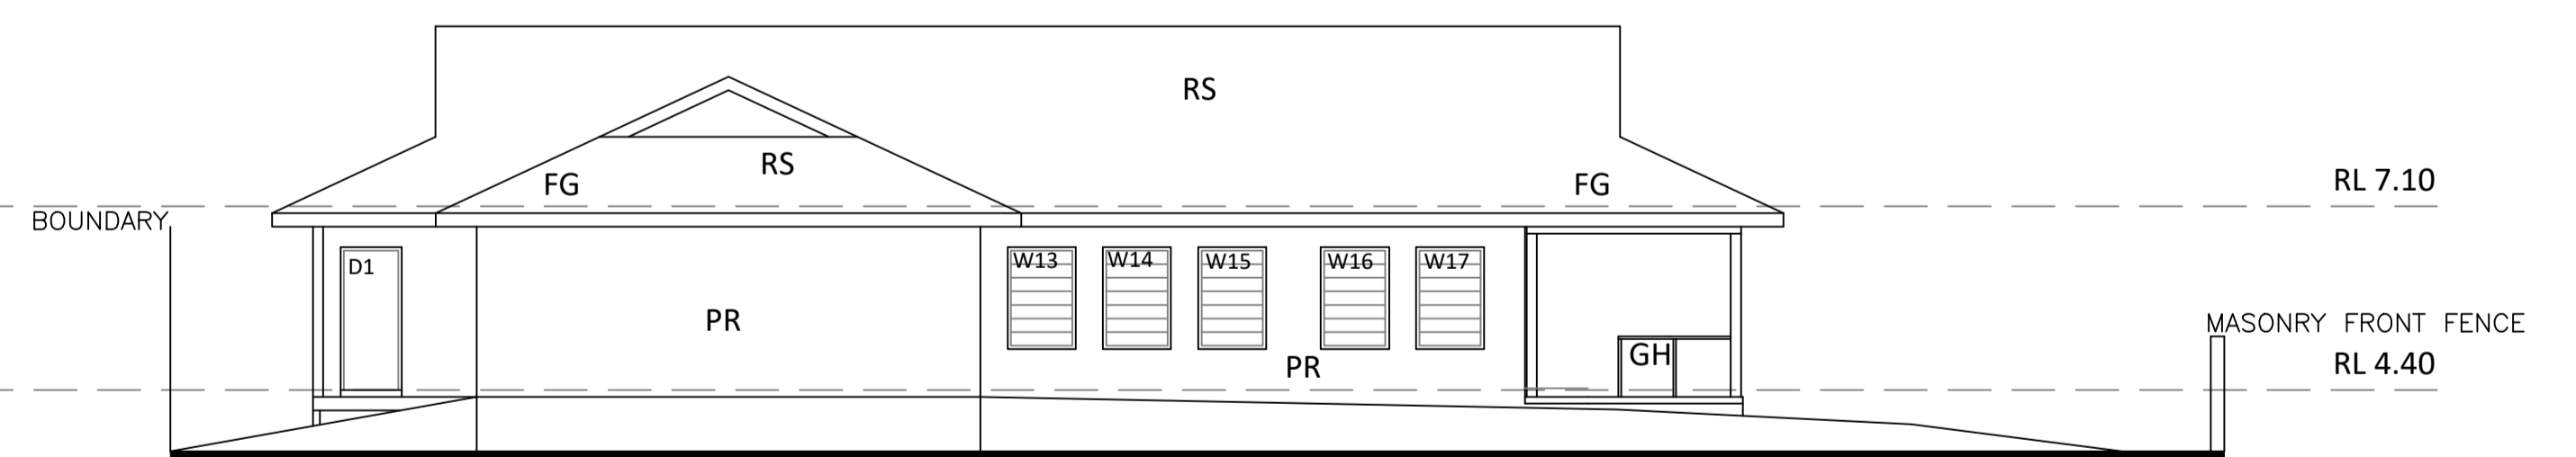 RS
RS
FG
FG
RL 7.10
BOUNDARY
D1
W13
W14
W15
W16
W17
PR
MASONRY FRONT FENCE
GH
PR
RL 4.40